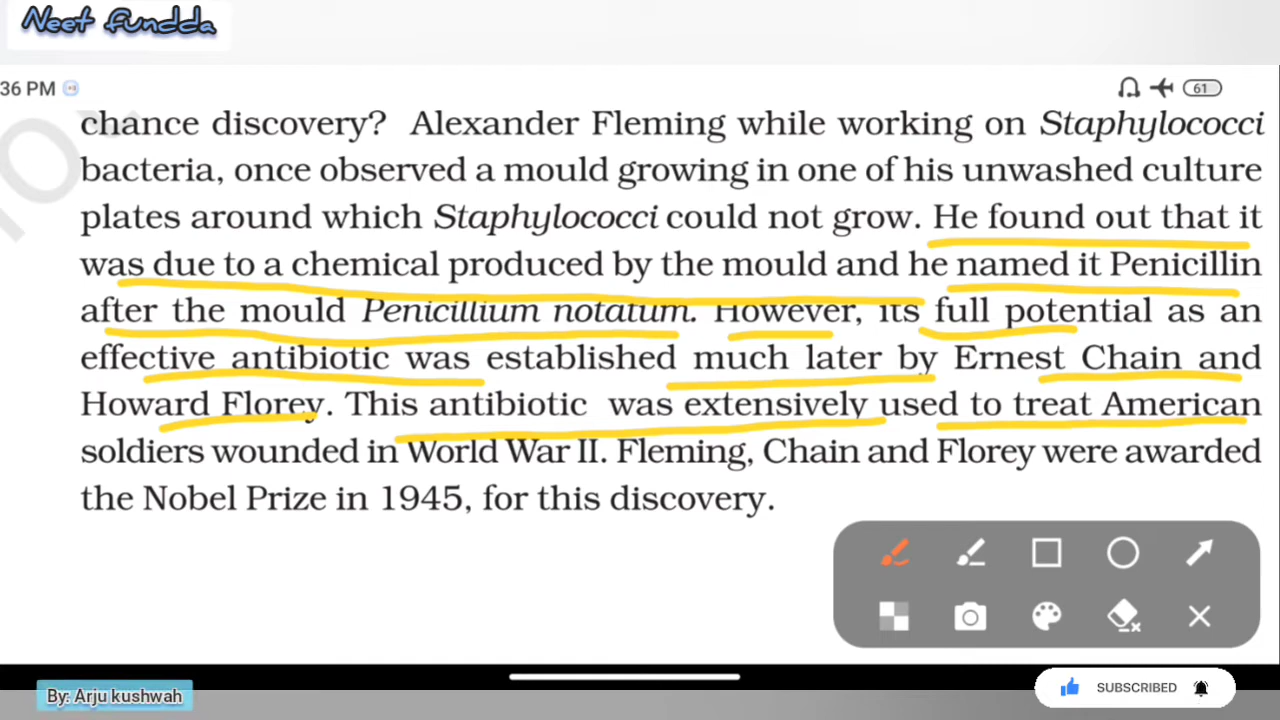 Neet fundda
36 PM
61
chance discovery? Alexander Fleming while working on Staphylococci
bacteria, once observed a mould growing in one of his unwashed culture
plates around which Staphylococci could not grow. He found out that it
was due to a chemical produced by the mould and he named it Penicillin
after the mould Penicillium notatum. However, its full potential as an
effective antibiotic was established much later by Ernest Chain and
Howard Florey. This antibiotic was extensively used to treat American
soldiers wounded in World War II. Fleming, Chain and Florey were awarded
the Nobel Prize in 1945, for this discovery.
By: Arju kushwah
SUBSCRIBED